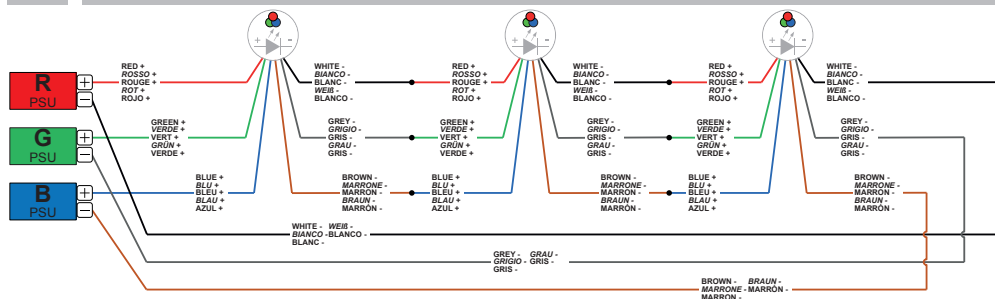 R
PSU
+
−
G
PSU
+
−
B
PSU
+
−
+ -
+ -
+ -
RED +
ROSSO +
ROUGE +
ROT +
ROJO +
WHITE -
BIANCO -
BLANC -
WEIß -
BLANCO -
RED +
ROSSO +
ROUGE +
ROT +
ROJO +
WHITE -
BIANCO -
BLANC -
WEIß -
BLANCO -
RED +
ROSSO +
ROUGE +
ROT +
ROJO +
WHITE -
BIANCO -
BLANC -
WEIß -
BLANCO -
GREEN +
VERDE +
VERT +
GRÜN +
VERDE +
GREY -
GRIGIO -
GRIS -
GRAU -
GRIS -
GREEN +
VERDE +
VERT +
GRÜN +
VERDE +
GREY -
GRIGIO -
GRIS -
GRAU -
GRIS -
GREEN +
VERDE +
VERT +
GRÜN +
VERDE +
GREY -
GRIGIO -
GRIS -
GRAU -
GRIS -
BLUE +
BLU +
BLEU +
BLAU +
AZUL +
BROWN -
MARRONE -
MARRON -
BRAUN -
MARRÓN -
BLUE +
BLU +
BLEU +
BLAU +
AZUL +
BROWN -
MARRONE -
MARRON -
BRAUN -
MARRÓN -
BLUE +
BLU +
BLEU +
BLAU +
AZUL +
BROWN -
MARRONE -
MARRON -
BRAUN -
MARRÓN -
WHITE - WEIß -
BIANCO - BLANCO -
BLANC -
GREY - GRAU -
GRIGIO - GRIS -
GRIS -
BROWN - BRAUN -
MARRONE - MARRÓN -
MARRON -